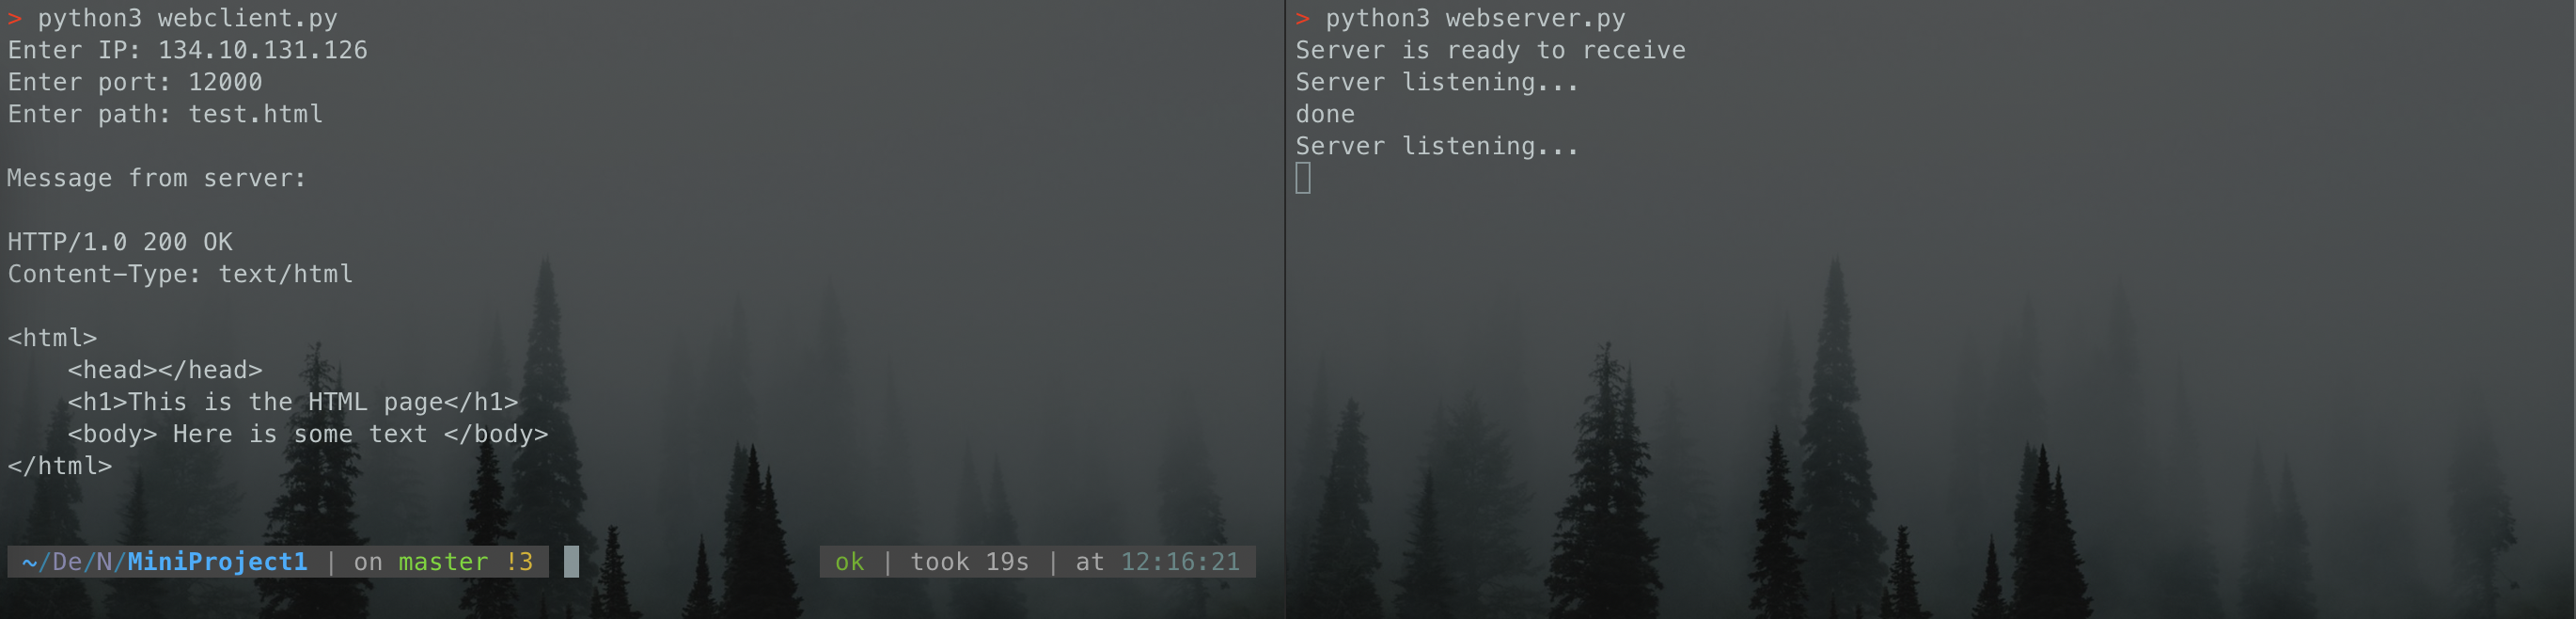 > python3 webclient.py
Enter IP: 134.10.131.126
Enter port: 12000
Enter path: test.html
Message from server:
HTTP/1.0 200 OK
Content-Type: text/html
<html>
    <head></head>
    <h1>This is the HTML page</h1>
    <body> Here is some text </body>
</html>
~/De/N/MiniProject1 | on master !3
ok | took 19s | at 12:16:21
> python3 webserver.py
Server is ready to receive
Server listening...
done
Server listening...